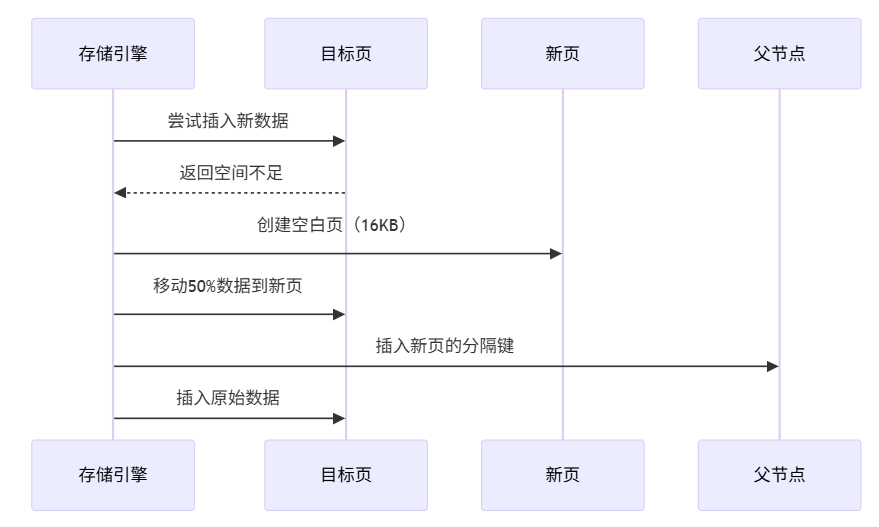 存储引擎
目标页
新页
父节点
尝试插入新数据
返回空间不足
创建空白页（16KB）
移动50%数据到新页
插入新页的分隔键
插入原始数据
存储引擎
目标页
新页
父节点